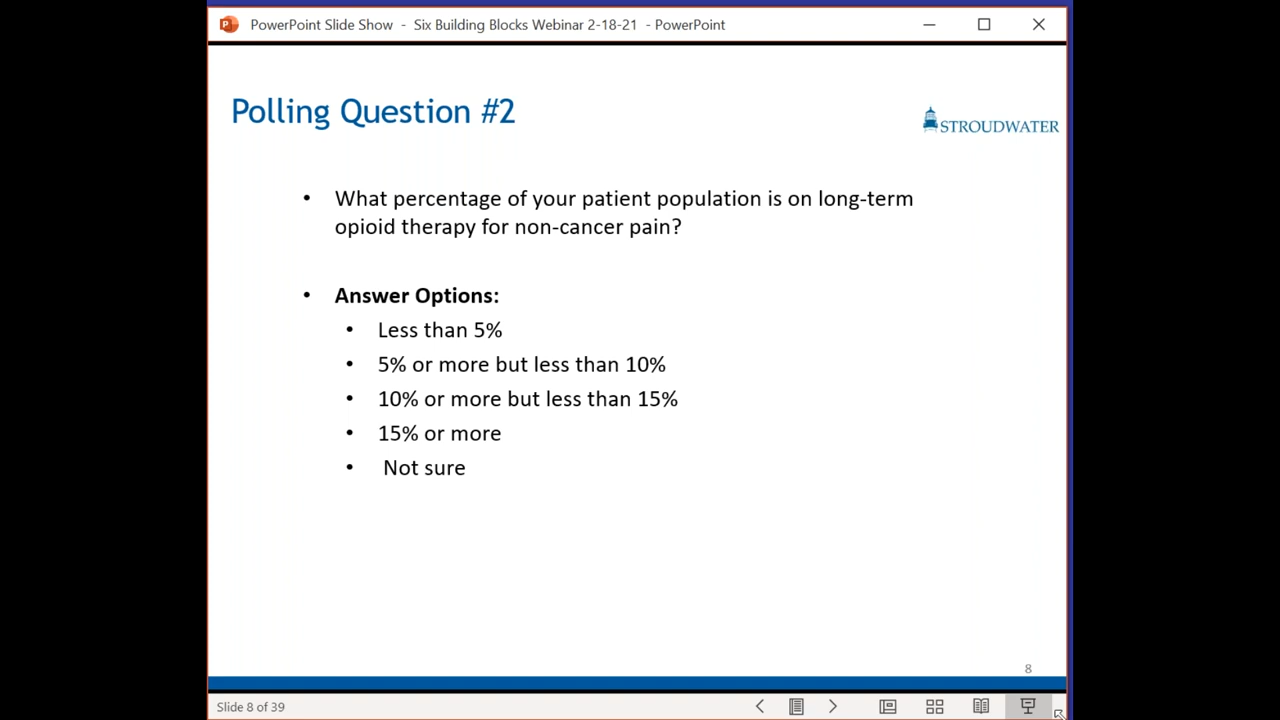 PowerPoint Slide Show - Six Building Blocks Webinar 2-18-21 - PowerPoint
Polling Question #2
STROUDWATER
• What percentage of your patient population is on long-term
opioid therapy for non-cancer pain?
• Answer Options:
• Less than 5%
• 5% or more but less than 10%
• 10% or more but less than 15%
• 15% or more
• Not sure
8
Slide 8 of 39